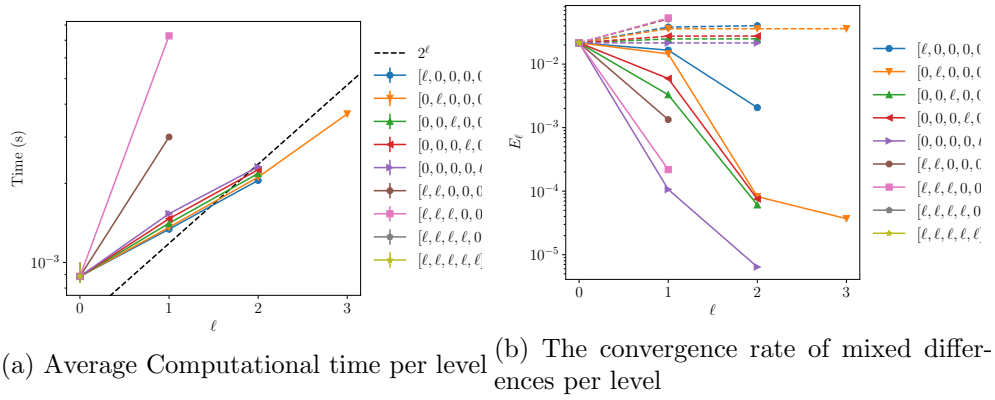 Time (s)
10⁻³
0 1 2 3
ℓ
2^ℓ
[ℓ, 0, 0, 0, 0
[0, ℓ, 0, 0, 0
[0, 0, ℓ, 0, 0
[0, 0, 0, ℓ, 0
[0, 0, 0, 0, ℓ
[ℓ, ℓ, 0, 0, 0
[ℓ, ℓ, ℓ, 0, 0
[ℓ, ℓ, ℓ, ℓ, 0
[ℓ, ℓ, ℓ, ℓ, ℓ]
(a) Average Computational time per level
E_ℓ
10⁻²
10⁻³
10⁻⁴
10⁻⁵
0 1 2 3
ℓ
[ℓ, 0, 0, 0, 0
[0, ℓ, 0, 0, 0
[0, 0, ℓ, 0, 0
[0, 0, 0, ℓ, 0
[0, 0, 0, 0, ℓ
[ℓ, ℓ, 0, 0, 0
[ℓ, ℓ, ℓ, 0, 0
[ℓ, ℓ, ℓ, ℓ, 0
[ℓ, ℓ, ℓ, ℓ, ℓ]
(b) The convergence rate of mixed differ-
ences per level